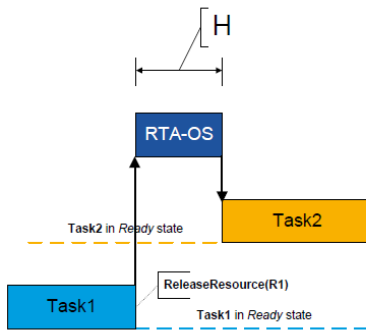 H
RTA-OS
Task2 in Ready state
Task2
ReleaseResource(R1)
Task1
Task1 in Ready state